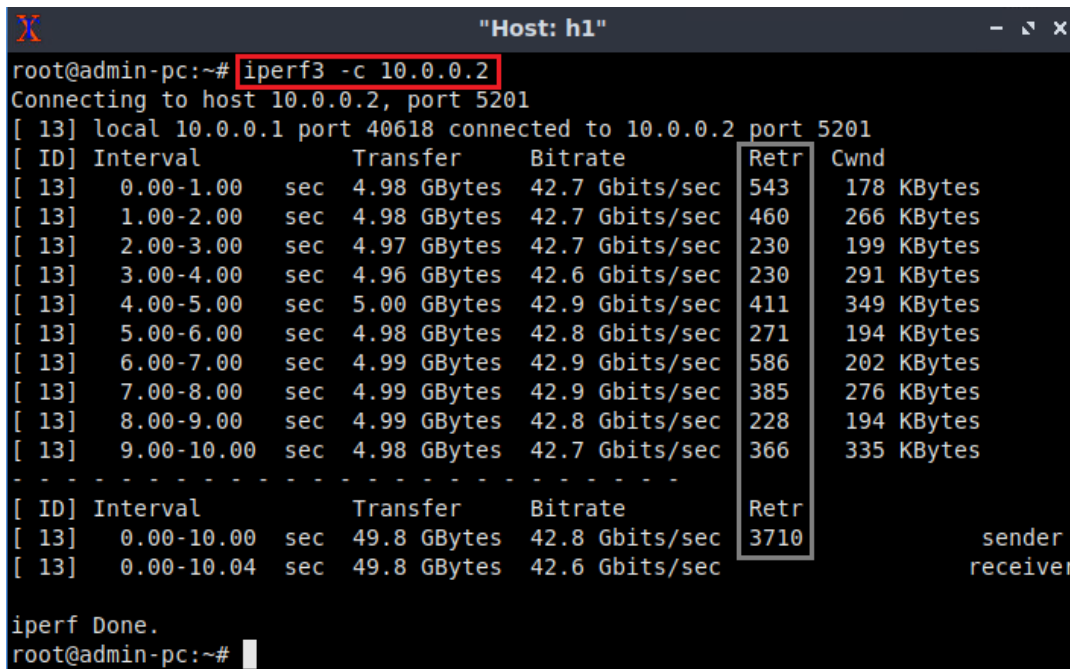 "Host: h1"
root@admin-pc:~# iperf3 -c 10.0.0.2
Connecting to host 10.0.0.2, port 5201
[ 13] local 10.0.0.1 port 40618 connected to 10.0.0.2 port 5201
[ ID] Interval Transfer Bitrate Retr Cwnd
[ 13] 0.00-1.00 sec 4.98 GBytes 42.7 Gbits/sec 543 178 KBytes
[ 13] 1.00-2.00 sec 4.98 GBytes 42.7 Gbits/sec 460 266 KBytes
[ 13] 2.00-3.00 sec 4.97 GBytes 42.7 Gbits/sec 230 199 KBytes
[ 13] 3.00-4.00 sec 4.96 GBytes 42.6 Gbits/sec 230 291 KBytes
[ 13] 4.00-5.00 sec 5.00 GBytes 42.9 Gbits/sec 411 349 KBytes
[ 13] 5.00-6.00 sec 4.98 GBytes 42.8 Gbits/sec 271 194 KBytes
[ 13] 6.00-7.00 sec 4.99 GBytes 42.9 Gbits/sec 586 202 KBytes
[ 13] 7.00-8.00 sec 4.99 GBytes 42.9 Gbits/sec 385 276 KBytes
[ 13] 8.00-9.00 sec 4.99 GBytes 42.8 Gbits/sec 228 194 KBytes
[ 13] 9.00-10.00 sec 4.98 GBytes 42.7 Gbits/sec 366 335 KBytes
- - - - - - - - - - - - - - - - - - - - - - - - -
[ ID] Interval Transfer Bitrate Retr
[ 13] 0.00-10.00 sec 49.8 GBytes 42.8 Gbits/sec 3710 sender
[ 13] 0.00-10.04 sec 49.8 GBytes 42.6 Gbits/sec receiver
iperf Done.
root@admin-pc:~#